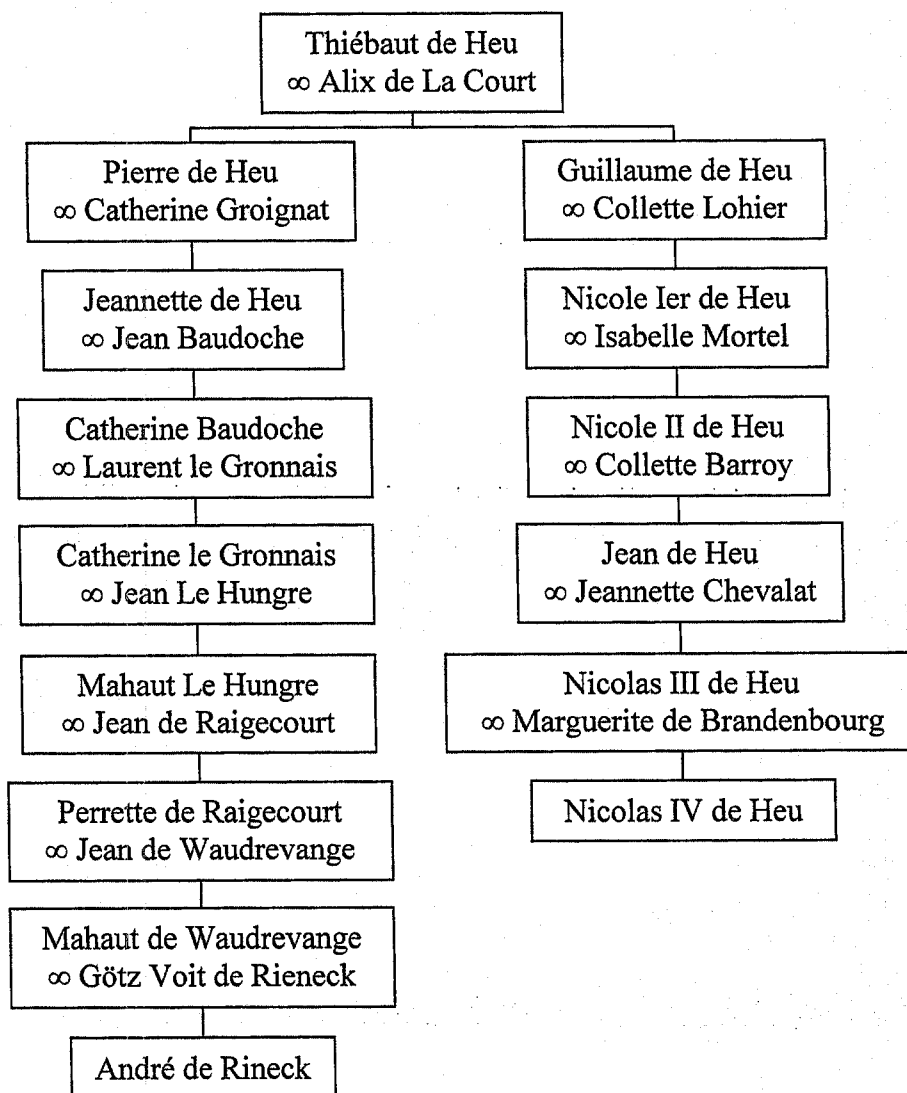 Thiébaut de Heu
∞ Alix de La Court
Pierre de Heu
∞ Catherine Groignat
Jeannette de Heu
∞ Jean Baudoche
Catherine Baudoche
∞ Laurent le Gronnais
Catherine le Gronnais
∞ Jean Le Hungre
Mahaut Le Hungre
∞ Jean de Raigecourt
Perrette de Raigecourt
∞ Jean de Waudrevange
Mahaut de Waudrevange
∞ Götz Voit de Rieneck
André de Rineck
Guillaume de Heu
∞ Collette Lohier
Nicole Ier de Heu
∞ Isabelle Mortel
Nicole II de Heu
∞ Collette Barroy
Jean de Heu
∞ Jeannette Chevalat
Nicolas III de Heu
∞ Marguerite de Brandenbourg
Nicolas IV de Heu